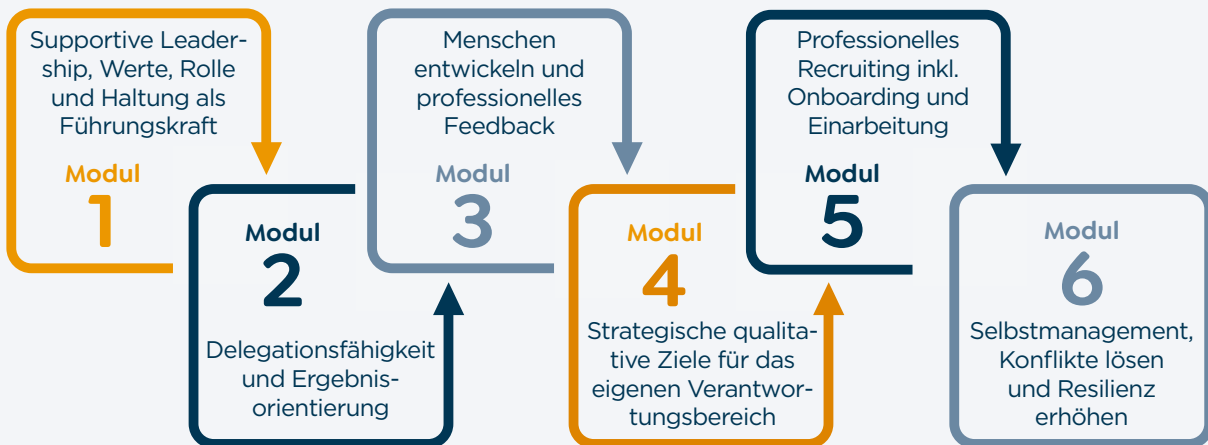 Supportive Leader-
ship, Werte, Rolle
und Haltung als
Führungskraft
Modul
1
Modul
2
Delegationsfähigkeit
und Ergebnis-
orientierung
Menschen
entwickeln und
professionelles
Feedback
Modul
3
Modul
4
Strategische qualita-
tive Ziele für das
eigenen Verantwor-
tungsbereich
Professionelles
Recruiting inkl.
Onboarding und
Einarbeitung
Modul
5
Modul
6
Selbstmanagement,
Konflikte lösen
und Resilienz
erhöhen